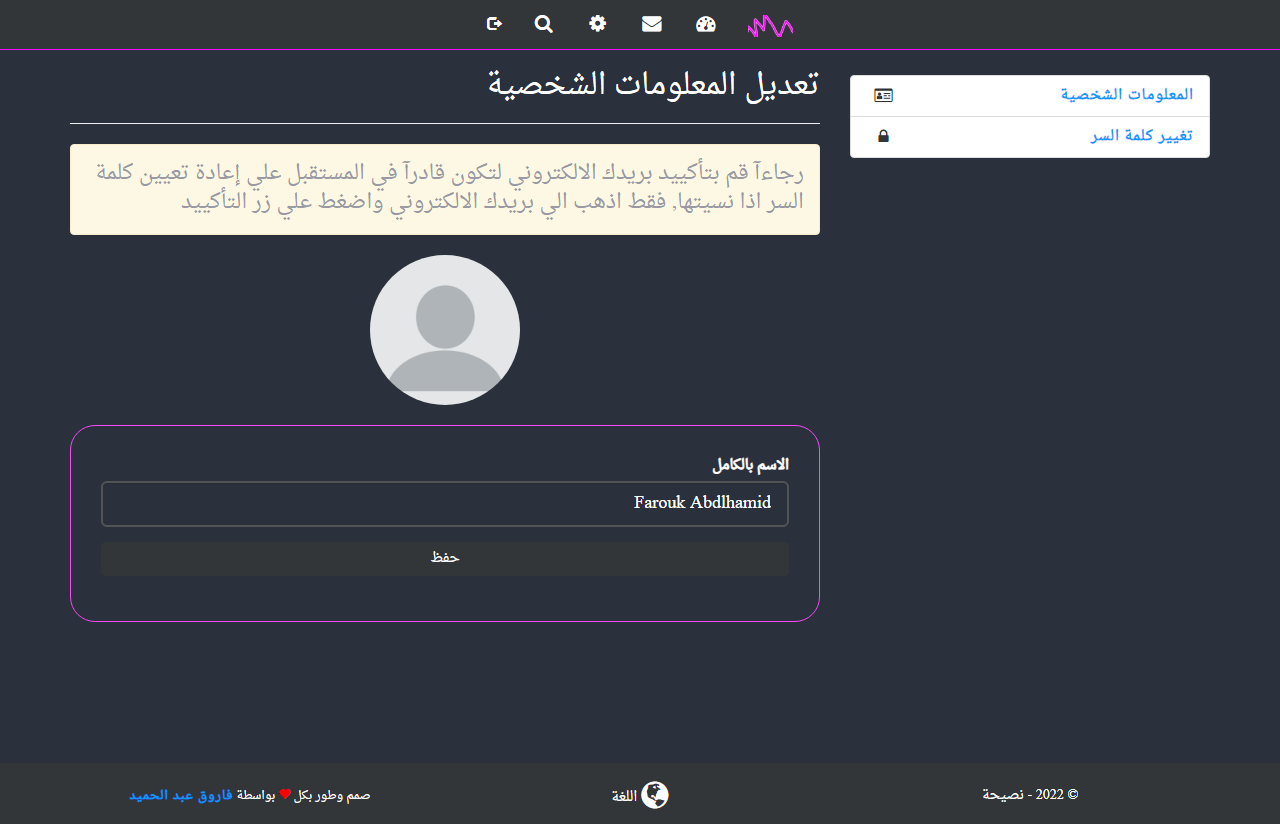 المعلومات الشخصية
تغيير كلمة السر
تعديل المعلومات الشخصية
رجاءآ قم بتأكييد بريدك الالكتروني لتكون قادرآ في المستقبل علي إعادة تعيين كلمة
السر اذا نسيتها, فقط اذهب الي بريدك الالكتروني واضغط علي زر التأكييد
الاسم بالكامل
Farouk Abdlhamid
حفظ
© 2022 - نصيحة
اللغة
صمم وطور بكل بواسطة فاروق عبد الحميد